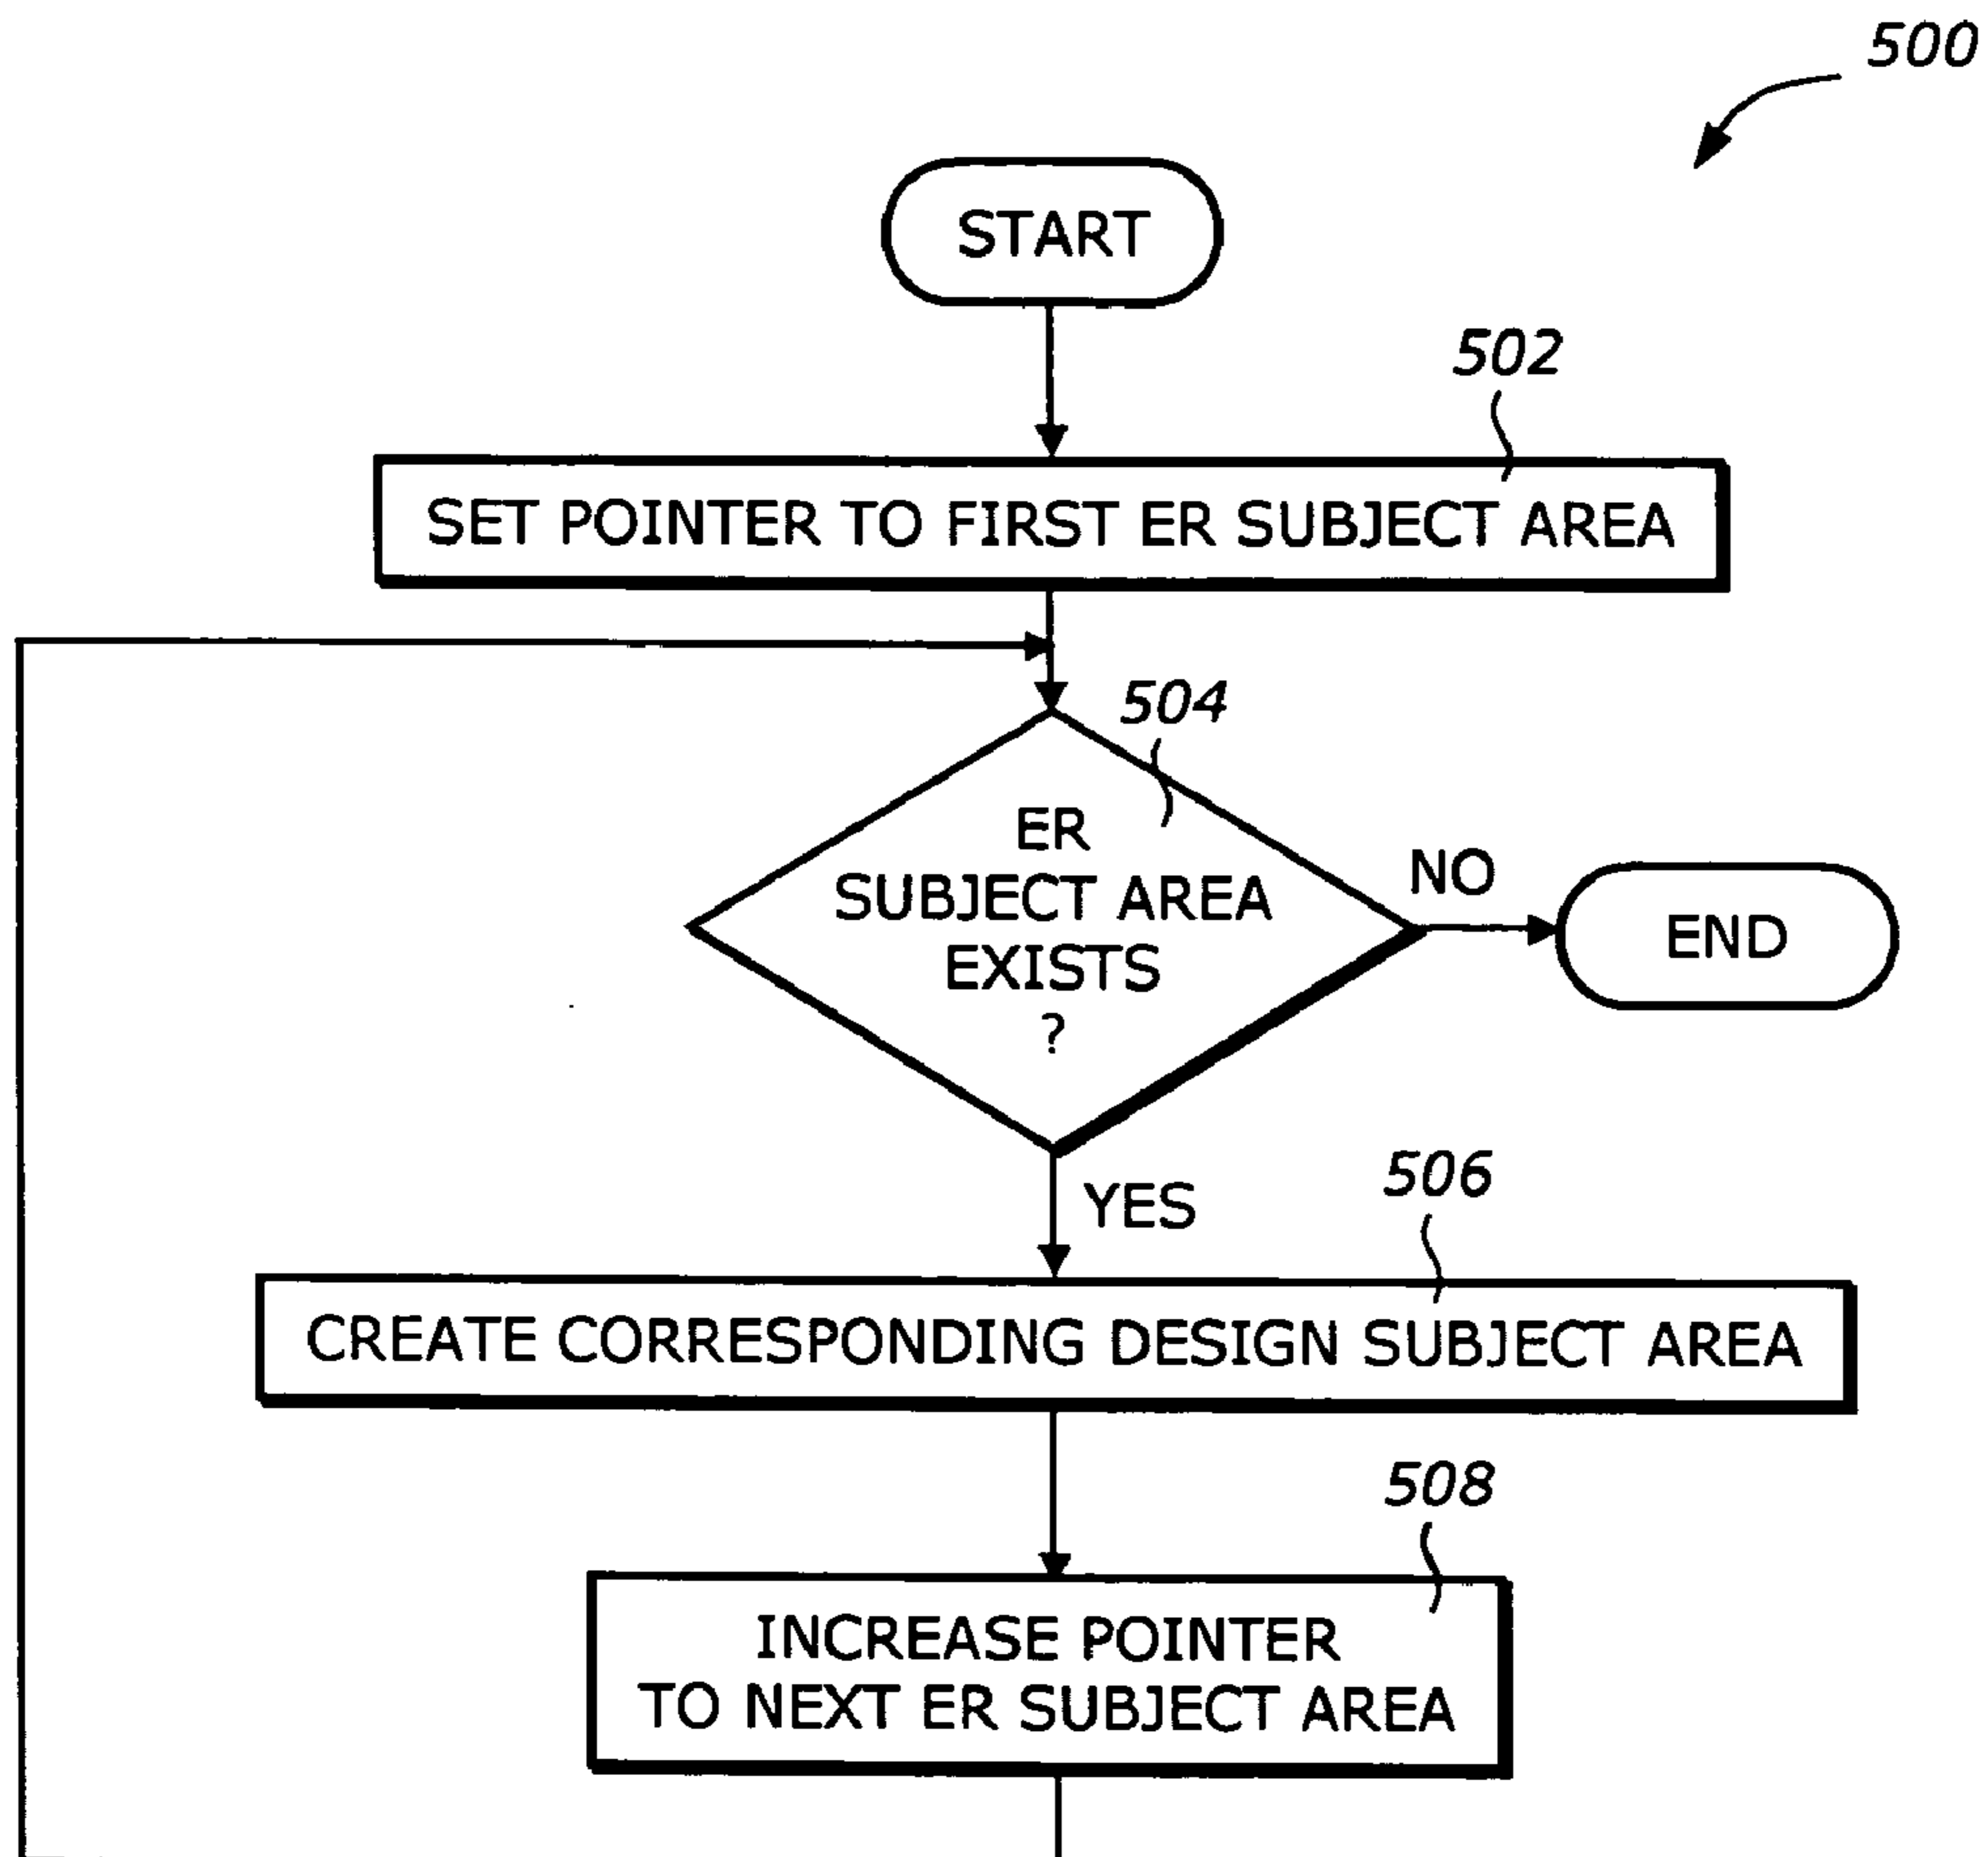 500
START
502
SET POINTER TO FIRST ER SUBJECT AREA
504
ER
SUBJECT AREA
EXISTS
?
NO
END
YES
506
CREATE CORRESPONDING DESIGN SUBJECT AREA
508
INCREASE POINTER
TO NEXT ER SUBJECT AREA